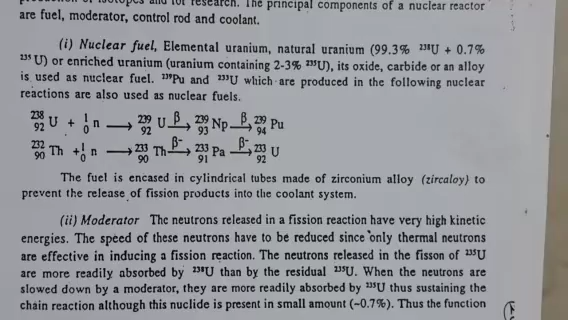 production of isotopes and for research. The principal components of a nuclear reactor
are fuel, moderator, control rod and coolant.
(i) Nuclear fuel, Elemental uranium, natural uranium (99.3% ²³⁸U + 0.7%
²³⁵U) or enriched uranium (uranium containing 2-3% ²³⁵U), its oxide, carbide or an alloy
is used as nuclear fuel. ²³⁹Pu and ²³³U which are produced in the following nuclear
reactions are also used as nuclear fuels.
²³⁸₉₂U + ¹₀n ⟶ ²³⁹₉₂U —β→ ²³⁹₉₃Np —β→ ²³⁹₉₄Pu
²³²₉₀Th + ¹₀n ⟶ ²³³₉₀Th —β⁻→ ²³³₉₁Pa —β⁻→ ²³³₉₂U
The fuel is encased in cylindrical tubes made of zirconium alloy (zircaloy) to
prevent the release of fission products into the coolant system.
(ii) Moderator The neutrons released in a fission reaction have very high kinetic
energies. The speed of these neutrons have to be reduced since only thermal neutrons
are effective in inducing a fission reaction. The neutrons released in the fisson of ²³⁵U
are more readily absorbed by ²³⁸U than by the residual ²³⁵U. When the neutrons are
slowed down by a moderator, they are more readily absorbed by ²³⁵U thus sustaining the
chain reaction although this nuclide is present in small amount (~0.7%). Thus the function